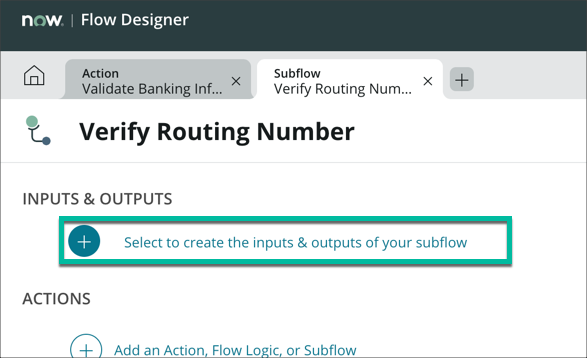 now. | Flow Designer
Action
Validate Banking Inf...
Subflow
Verify Routing Num...
Verify Routing Number
INPUTS & OUTPUTS
Select to create the inputs & outputs of your subflow
ACTIONS
Add an Action, Flow Logic, or Subflow